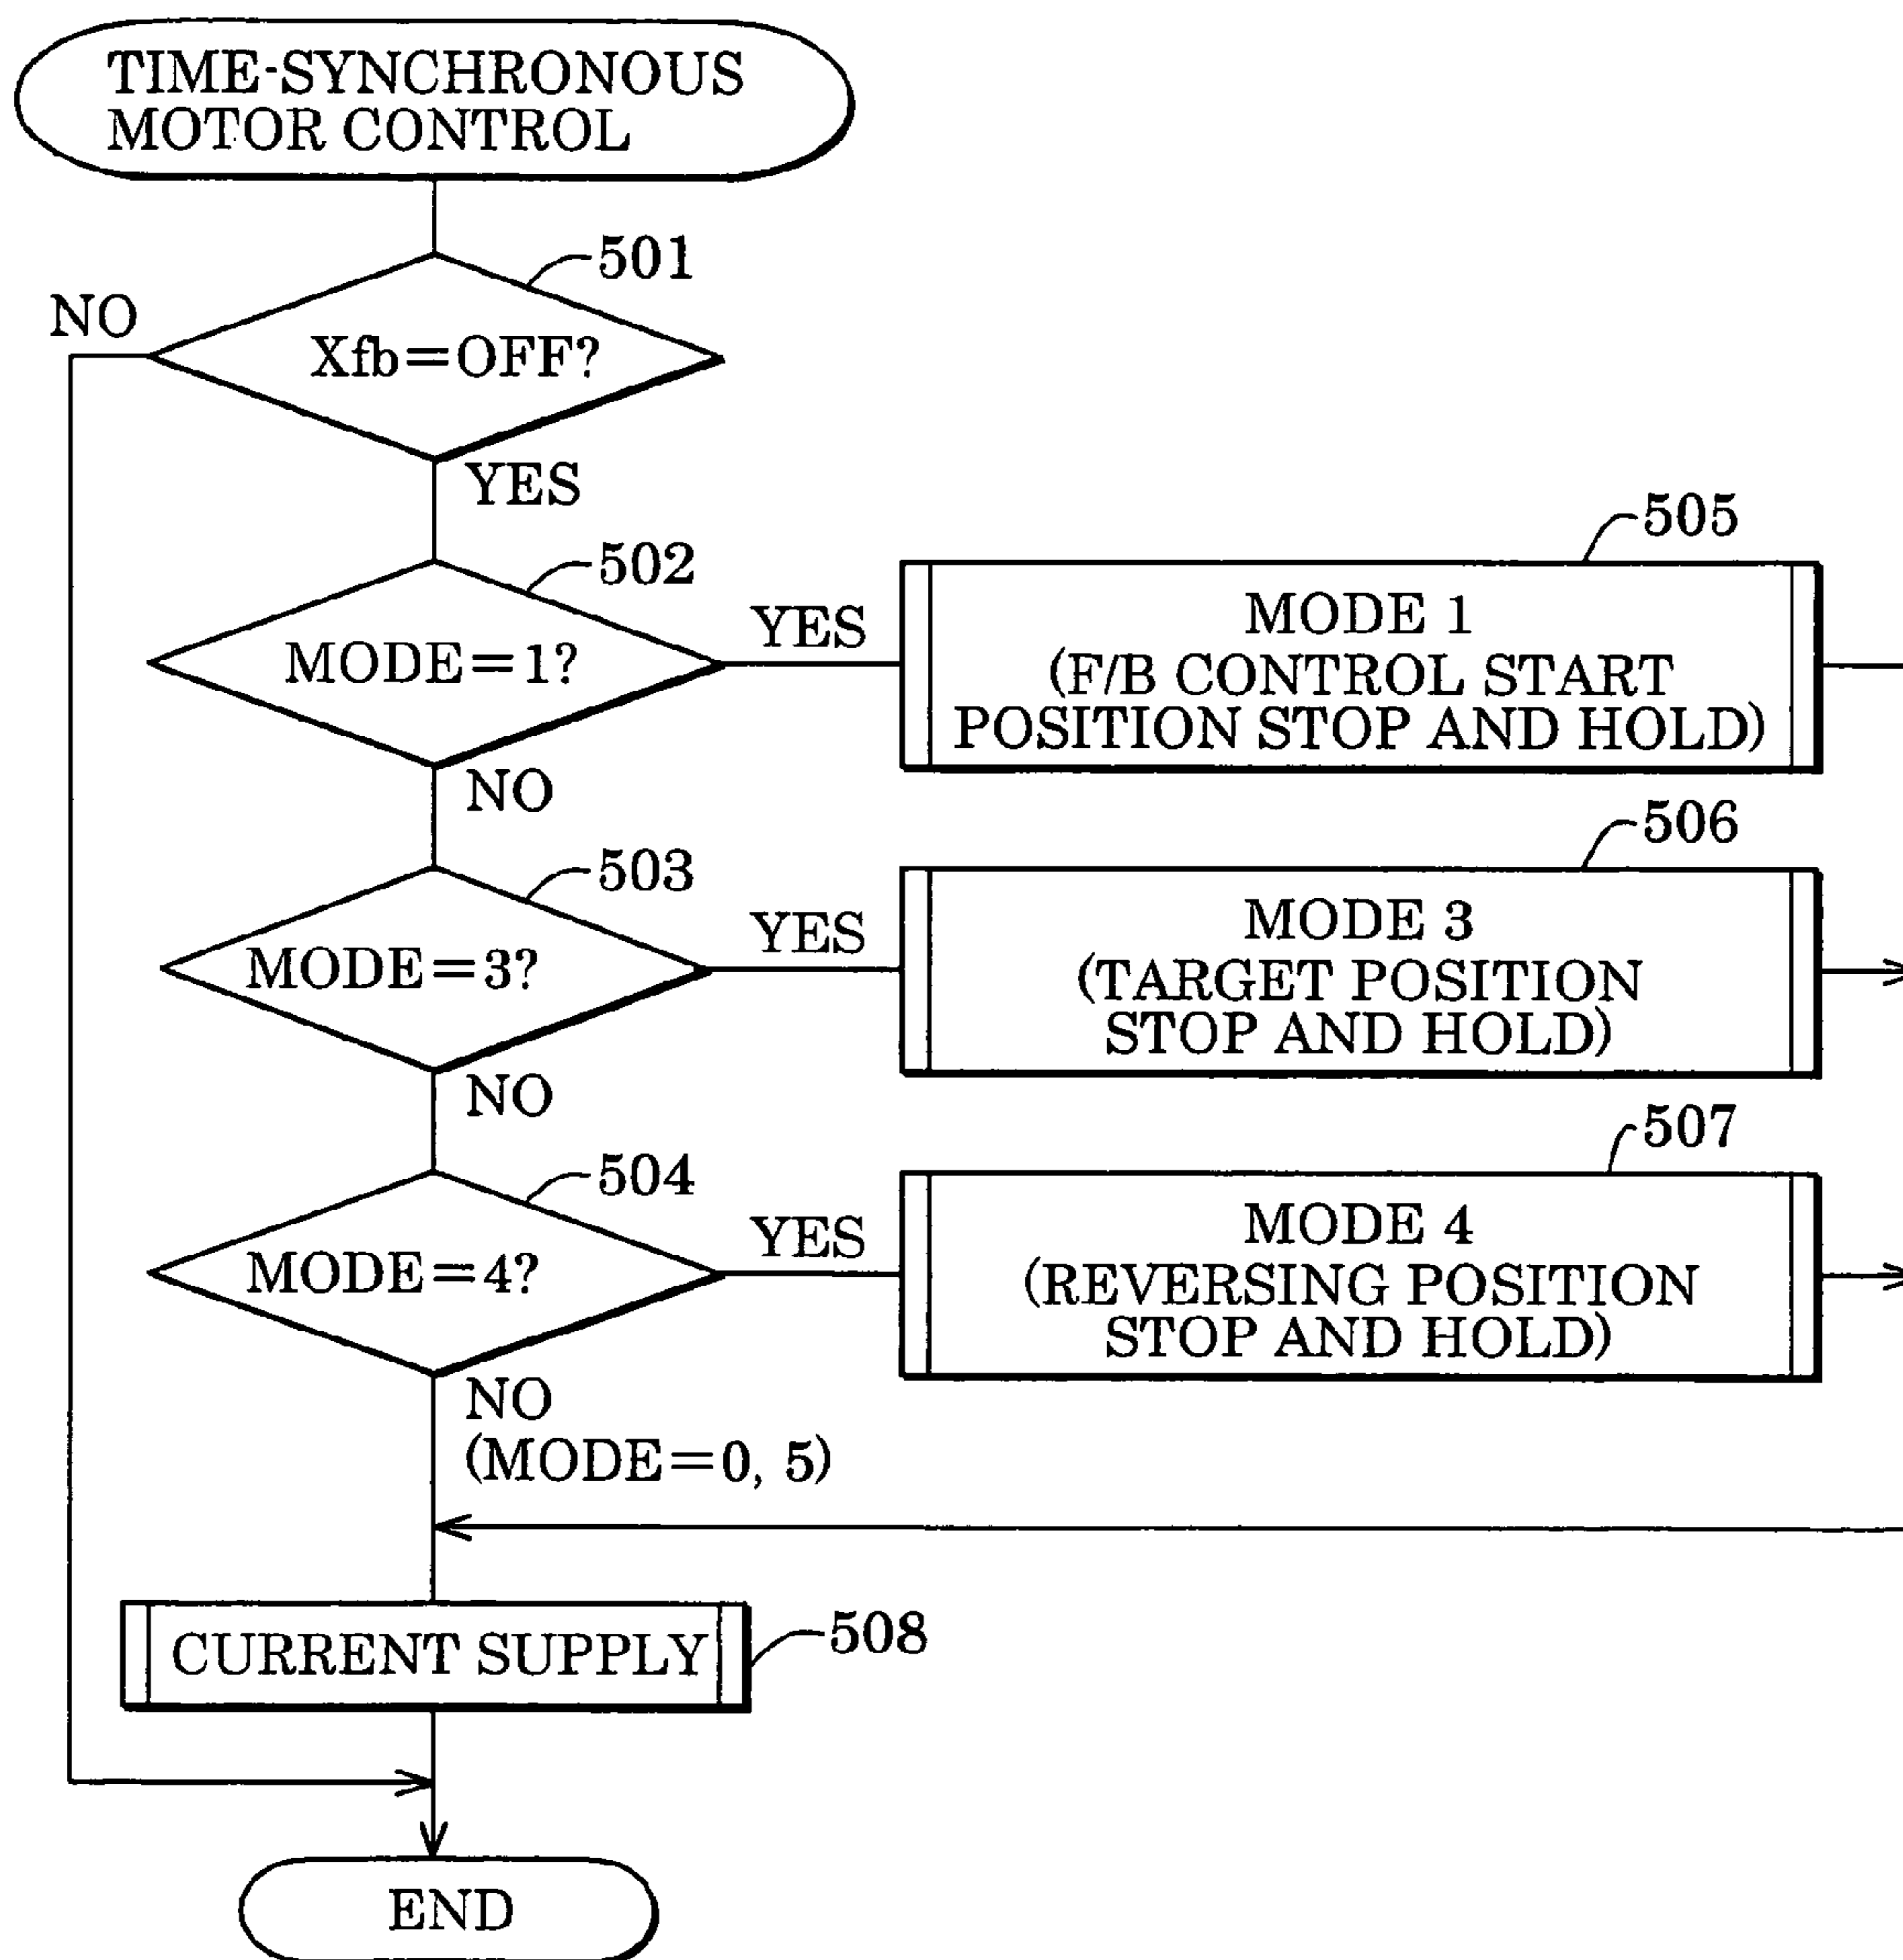 TIME-SYNCHRONOUS
MOTOR CONTROL
501
NO
Xfb=OFF?
YES
502
MODE=1?
YES
505
MODE 1
(F/B CONTROL START
POSITION STOP AND HOLD)
NO
503
MODE=3?
YES
506
MODE 3
(TARGET POSITION
STOP AND HOLD)
NO
504
MODE=4?
YES
507
MODE 4
(REVERSING POSITION
STOP AND HOLD)
NO
(MODE=0, 5)
CURRENT SUPPLY
508
END